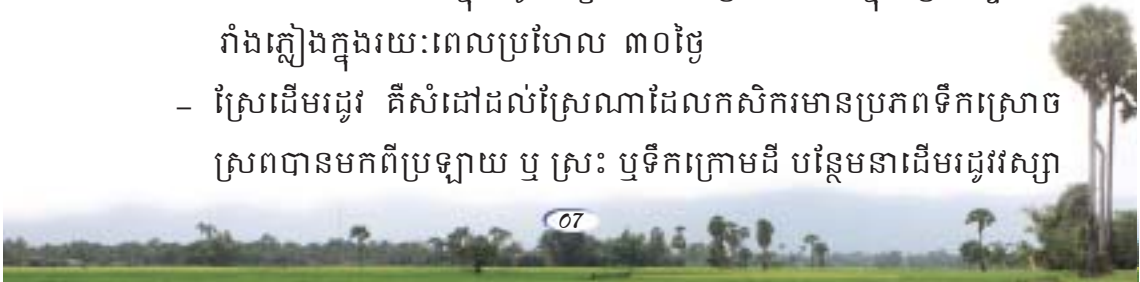 រាំងភ្លៀងក្នុងរយៈពេលប្រហែល ៣០ថ្ងៃ
– ស្រែដើមរដូវ គឺសំដៅដល់ស្រែណាដែលកសិករមានប្រភពទឹកស្រោច
ស្រពបានមកពីប្រឡាយ ឬ ស្រះ ឬទឹកក្រោមដី បន្ថែមនាដើមរដូវវស្សា
07